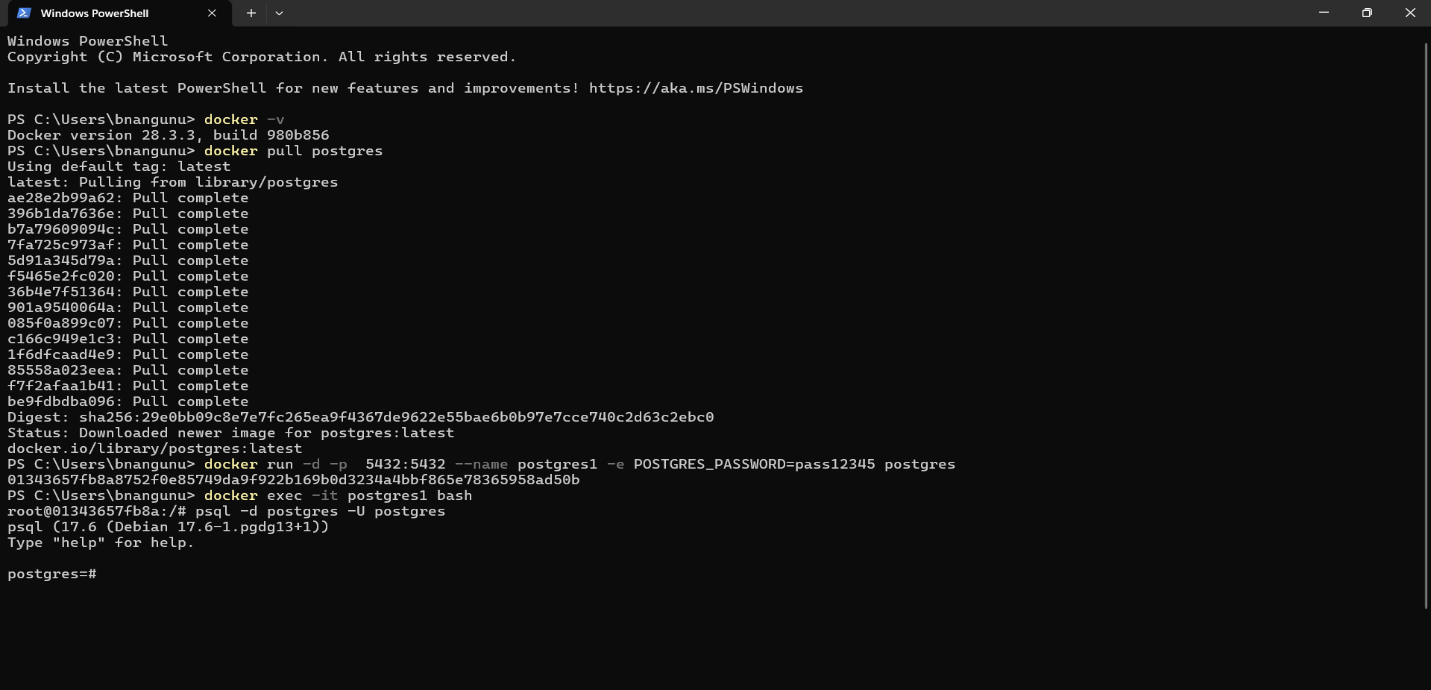 Windows PowerShell
Windows PowerShell
Copyright (C) Microsoft Corporation. All rights reserved.
Install the latest PowerShell for new features and improvements! https://aka.ms/PSWindows
PS C:\Users\bnangunu> docker -v
Docker version 28.3.3, build 980b856
PS C:\Users\bnangunu> docker pull postgres
Using default tag: latest
latest: Pulling from library/postgres
ae28e2b99a62: Pull complete
396b1da7636e: Pull complete
b7a79609094c: Pull complete
7fa725c973af: Pull complete
5d91a345d79a: Pull complete
f5465e2fc020: Pull complete
36b4e7f51364: Pull complete
901a9540064a: Pull complete
085f0a899c07: Pull complete
c166c949e1c3: Pull complete
1f6dfcaad4e9: Pull complete
85558a023eea: Pull complete
f7f2afaa1b41: Pull complete
be9fdbdba096: Pull complete
Digest: sha256:29e0bb09c8e7e7fc265ea9f4367de9622e55bae6b0b97e7cce740c2d63c2ebc0
Status: Downloaded newer image for postgres:latest
docker.io/library/postgres:latest
PS C:\Users\bnangunu> docker run -d -p  5432:5432 --name postgres1 -e POSTGRES_PASSWORD=pass12345 postgres
01343657fb8a8752f0e85749da9f922b169b0d3234a4bbf865e78365958ad50b
PS C:\Users\bnangunu> docker exec -it postgres1 bash
root@01343657fb8a:/# psql -d postgres -U postgres
psql (17.6 (Debian 17.6-1.pgdg13+1))
Type "help" for help.
postgres=#